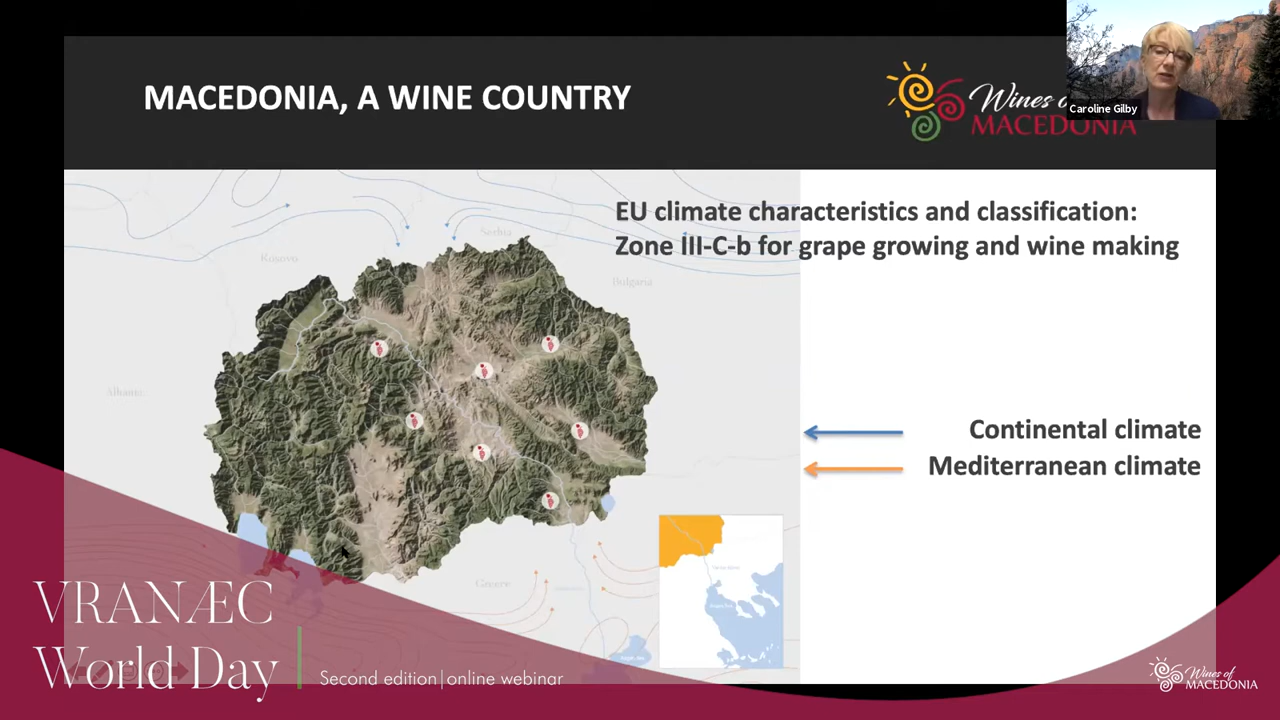 MACEDONIA, A WINE COUNTRY
Wines of
MACEDONIA
Caroline Gilby
EU climate characteristics and classification:
Zone III-C-b for grape growing and wine making
Serbia
Kosovo
Bulgaria
Albania
Continental climate
Mediterranean climate
Greece
VRANÆC
World Day
Second edition|online webinar
Wines of
MACEDONIA